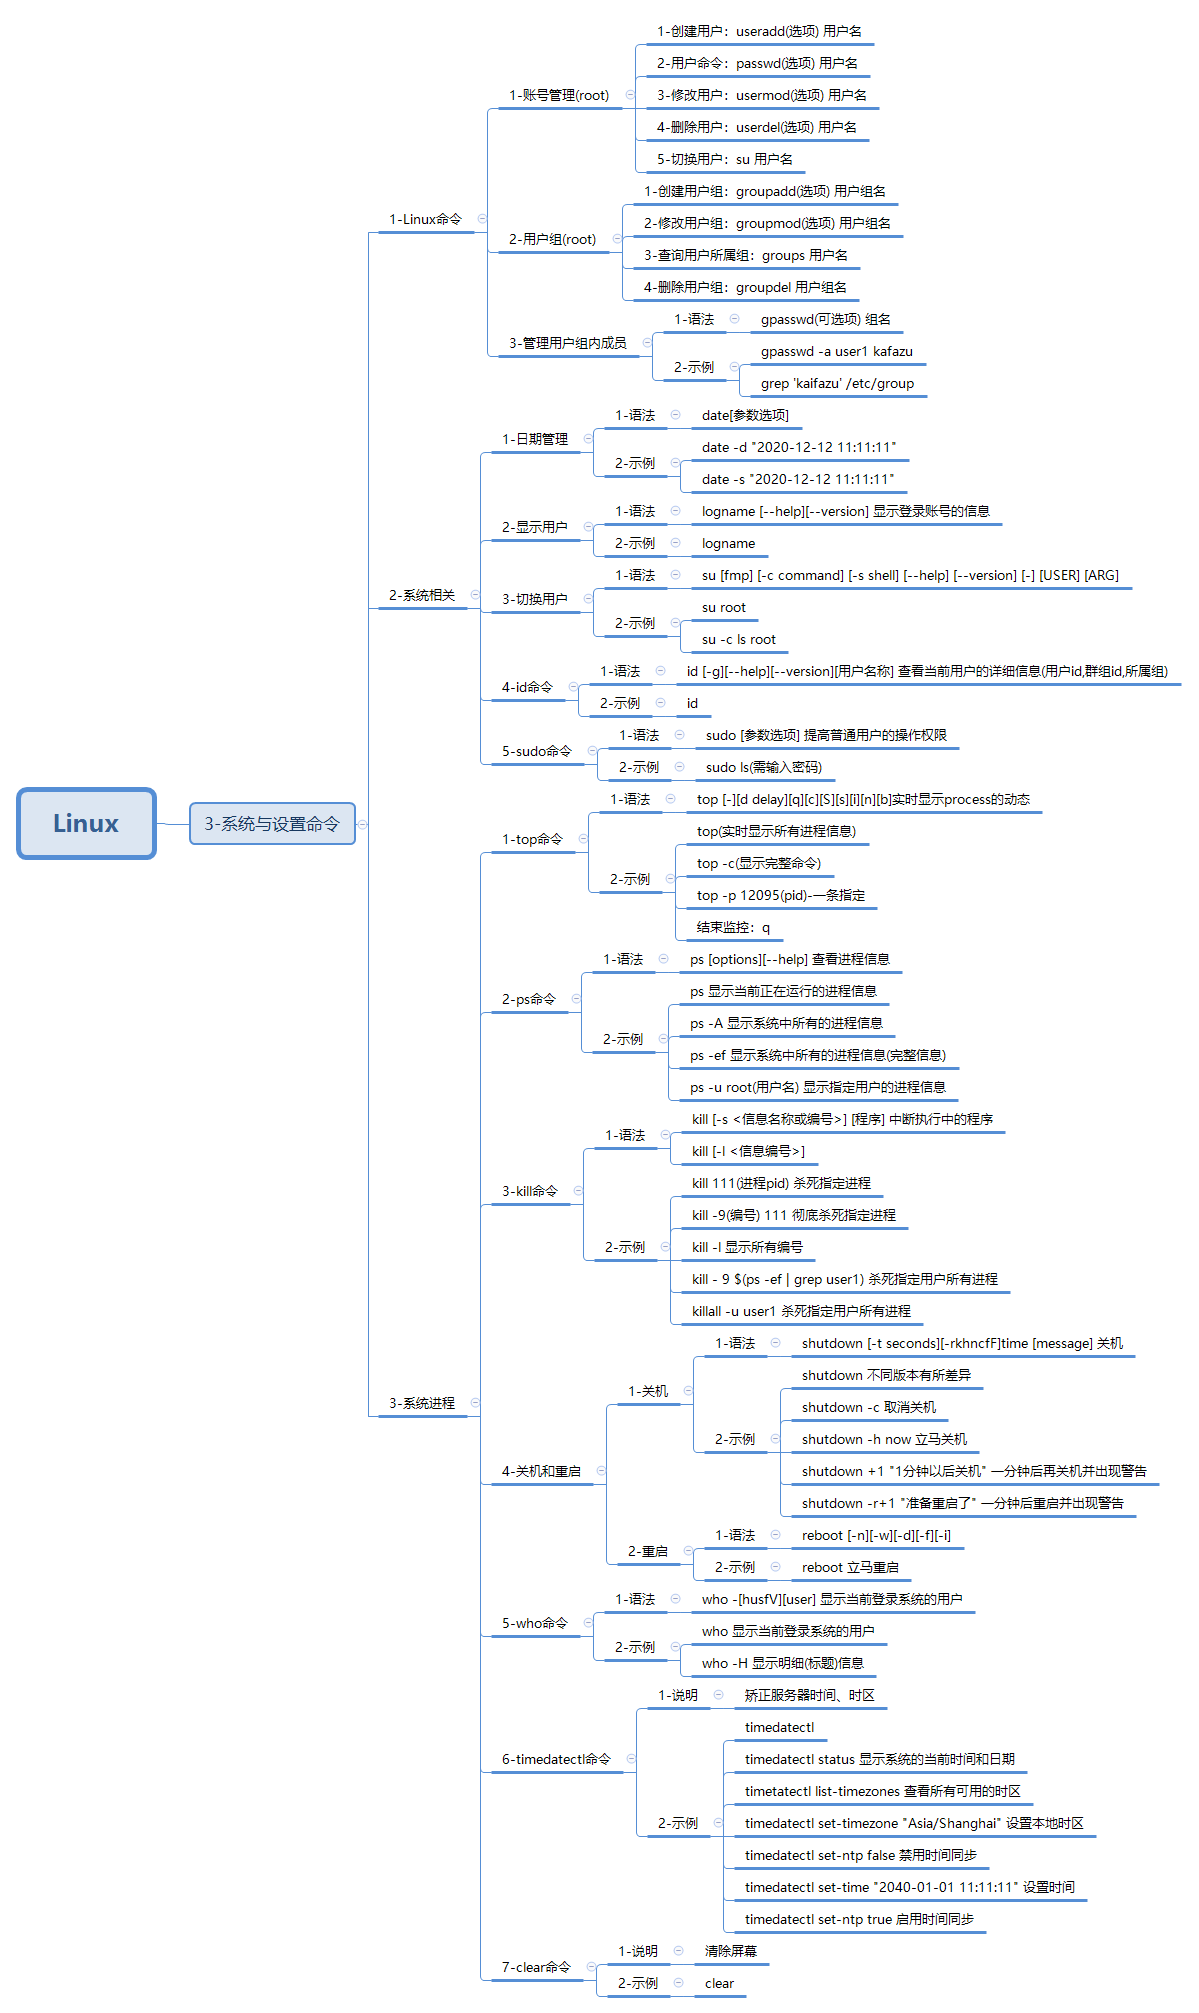 Linux
3-系统与设置命令
1-Linux命令
1-账号管理(root)
1-创建用户：useradd(选项) 用户名
2-用户命令：passwd(选项) 用户名
3-修改用户：usermod(选项) 用户名
4-删除用户：userdel(选项) 用户名
5-切换用户：su 用户名
2-用户组(root)
1-创建用户组：groupadd(选项) 用户组名
2-修改用户组：groupmod(选项) 用户组名
3-查询用户所属组：groups 用户名
4-删除用户组：groupdel 用户组名
3-管理用户组内成员
1-语法
gpasswd(可选项) 组名
2-示例
gpasswd -a user1 kafazu
grep 'kaifazu' /etc/group
2-系统相关
1-日期管理
1-语法
date[参数选项]
2-示例
date -d "2020-12-12 11:11:11"
date -s "2020-12-12 11:11:11"
2-显示用户
1-语法
logname [--help][--version] 显示登录账号的信息
2-示例
logname
3-切换用户
1-语法
su [fmp] [-c command] [-s shell] [--help] [--version] [-] [USER] [ARG]
2-示例
su root
su -c ls root
4-id命令
1-语法
id [-g][--help][--version][用户名称] 查看当前用户的详细信息(用户id,群组id,所属组)
2-示例
id
5-sudo命令
1-语法
sudo [参数选项] 提高普通用户的操作权限
2-示例
sudo ls(需输入密码)
3-系统进程
1-top命令
1-语法
top [-][d delay][q][c][S][s][i][n][b]实时显示process的动态
2-示例
top(实时显示所有进程信息)
top -c(显示完整命令)
top -p 12095(pid)-一条指定
结束监控：q
2-ps命令
1-语法
ps [options][--help] 查看进程信息
2-示例
ps 显示当前正在运行的进程信息
ps -A 显示系统中所有的进程信息
ps -ef 显示系统中所有的进程信息(完整信息)
ps -u root(用户名) 显示指定用户的进程信息
3-kill命令
1-语法
kill [-s <信息名称或编号>] [程序] 中断执行中的程序
kill [-l <信息编号>]
2-示例
kill 111(进程pid) 杀死指定进程
kill -9(编号) 111 彻底杀死指定进程
kill -l 显示所有编号
kill - 9 $(ps -ef | grep user1) 杀死指定用户所有进程
killall -u user1 杀死指定用户所有进程
4-关机和重启
1-关机
1-语法
shutdown [-t seconds][-rkhncfF]time [message] 关机
2-示例
shutdown 不同版本有所差异
shutdown -c 取消关机
shutdown -h now 立马关机
shutdown +1 "1分钟以后关机" 一分钟后再关机并出现警告
shutdown -r+1 "准备重启了" 一分钟后重启并出现警告
2-重启
1-语法
reboot [-n][-w][-d][-f][-i]
2-示例
reboot 立马重启
5-who命令
1-语法
who -[husfV][user] 显示当前登录系统的用户
2-示例
who 显示当前登录系统的用户
who -H 显示明细(标题)信息
6-timedatectl命令
1-说明
矫正服务器时间、时区
2-示例
timedatectl
timedatectl status 显示系统的当前时间和日期
timetatectl list-timezones 查看所有可用的时区
timedatectl set-timezone "Asia/Shanghai" 设置本地时区
timedatectl set-ntp false 禁用时间同步
timedatectl set-time "2040-01-01 11:11:11" 设置时间
timedatectl set-ntp true 启用时间同步
7-clear命令
1-说明
清除屏幕
2-示例
clear